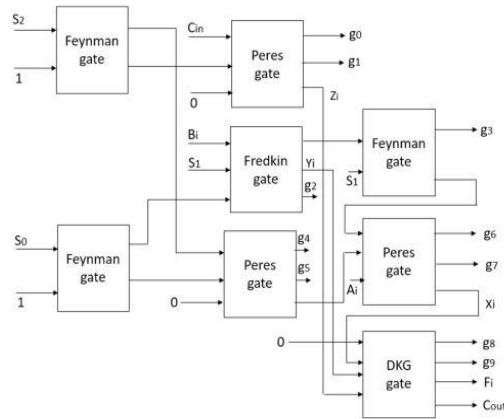 S2
Feynman
gate
1
Cin
Peres
gate
0
g0
g1
Zi
Bi
S1
Fredkin
gate
Yi
g2
Feynman
gate
g3
S1
S0
Feynman
gate
1
g4
g5
Peres
gate
0
Peres
gate
Ai
g6
g7
Xi
0
DKG
gate
g8
g9
Fi
Cout